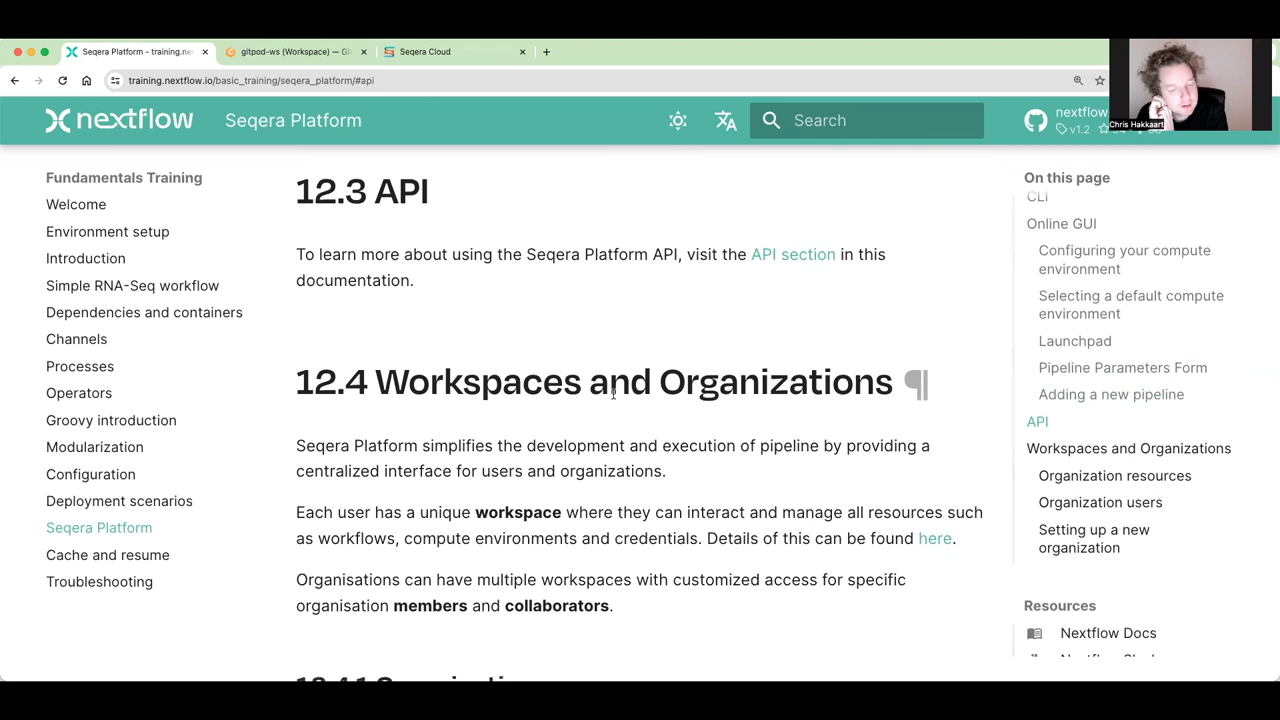 Seqera Platform - training.ne
gitpod-ws (Workspace) — Gi
Seqera Cloud
training.nextflow.io/basic_training/seqera_platform/#api
nextflow
Seqera Platform
Search
nextflow
v1.2
Chris Hakkaart
Fundamentals Training
Welcome
Environment setup
Introduction
Simple RNA-Seq workflow
Dependencies and containers
Channels
Processes
Operators
Groovy introduction
Modularization
Configuration
Deployment scenarios
Seqera Platform
Cache and resume
Troubleshooting
12.3 API
To learn more about using the Seqera Platform API, visit the API section in this
documentation.
12.4 Workspaces and Organizations ¶
Seqera Platform simplifies the development and execution of pipeline by providing a
centralized interface for users and organizations.
Each user has a unique workspace where they can interact and manage all resources such
as workflows, compute environments and credentials. Details of this can be found here.
Organisations can have multiple workspaces with customized access for specific
organisation members and collaborators.
On this page
CLI
Online GUI
Configuring your compute
environment
Selecting a default compute
environment
Launchpad
Pipeline Parameters Form
Adding a new pipeline
API
Workspaces and Organizations
Organization resources
Organization users
Setting up a new
organization
Resources
Nextflow Docs